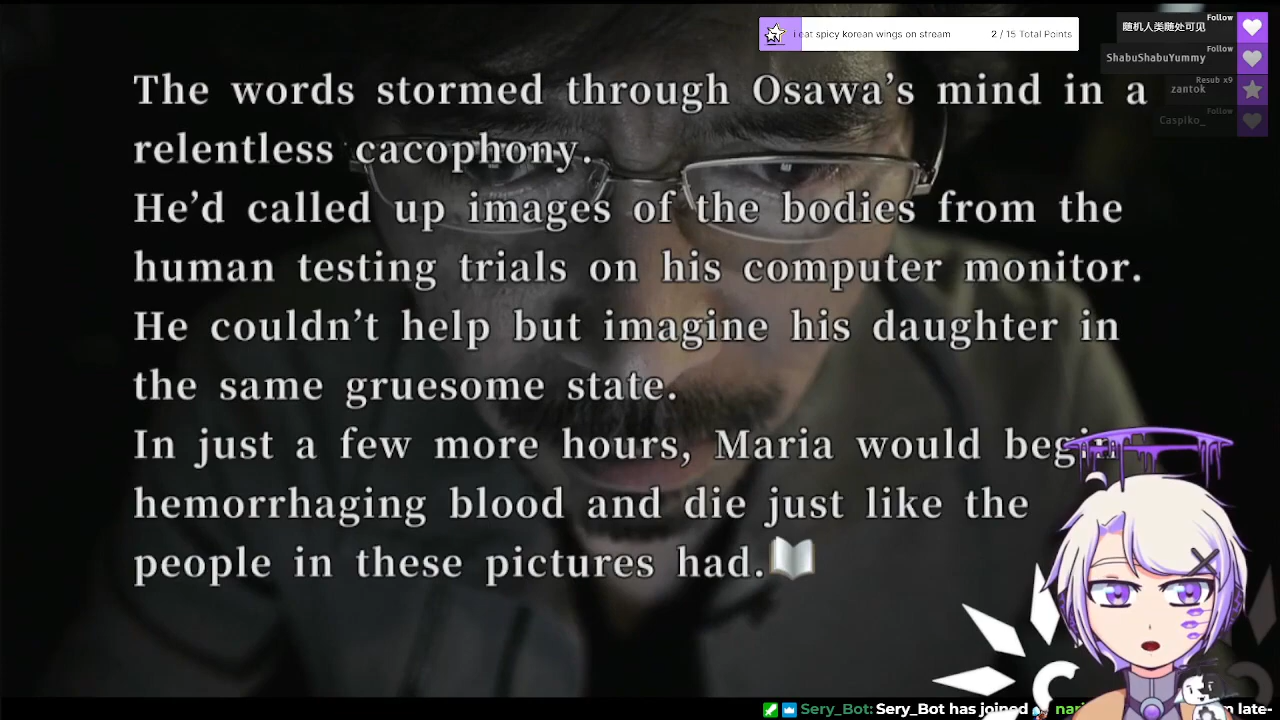 i eat spicy korean wings on stream 2 / 15 Total Points
Follow
随机人类随处可见
Follow
ShabuShabuYummy
Resub x9
zantok
Follow
Caspiko_
The words stormed through Osawa's mind in a
relentless cacophony.
He'd called up images of the bodies from the
human testing trials on his computer monitor.
He couldn't help but imagine his daughter in
the same gruesome state.
In just a few more hours, Maria would begin
hemorrhaging blood and die just like the
people in these pictures had.
Sery_Bot: Sery_Bot has joined